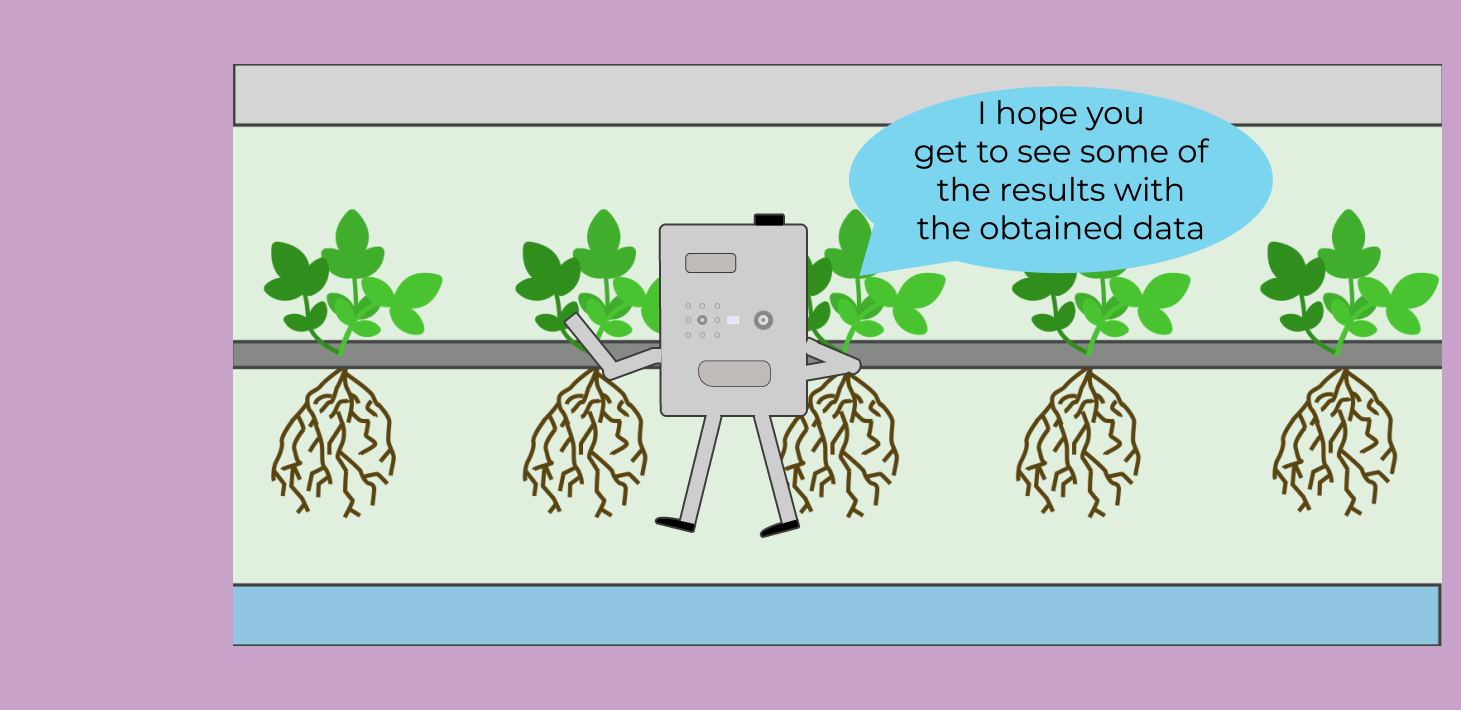 I hope you
get to see some of
the results with
the obtained data